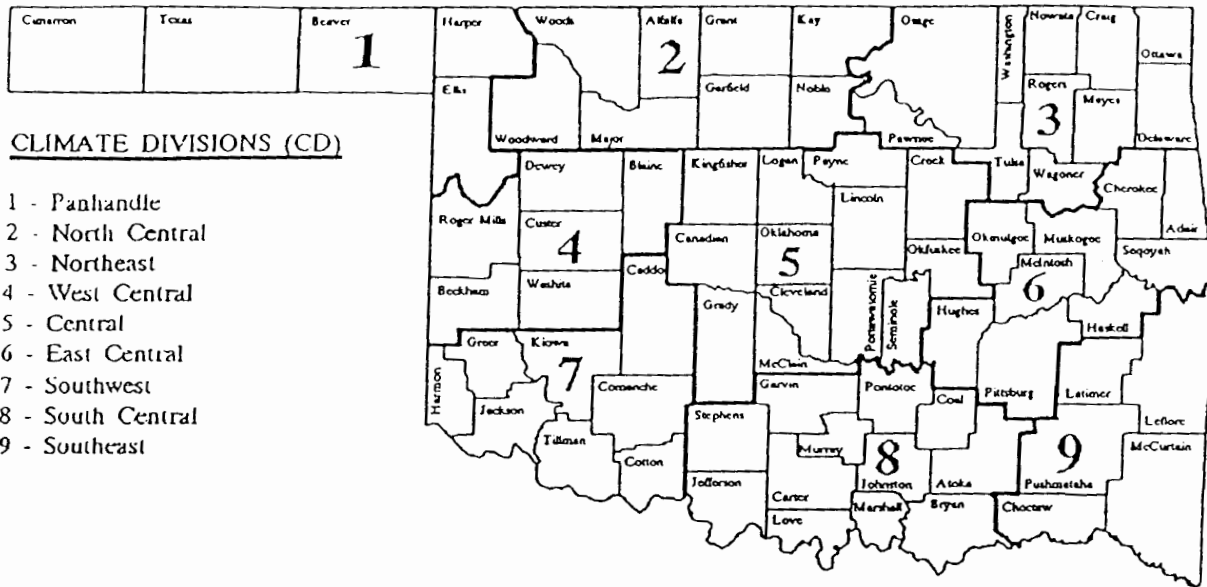 Cimarron Texas Beaver Harper Woods Alfalfa Grant Kay Osage Washington Nowata Craig Ottawa
1 2 3
Ellis Woodward Major Garfield Noble Pawnee Rogers Mayes Delaware
CLIMATE DIVISIONS (CD)
1 - Panhandle
2 - North Central
3 - Northeast
4 - West Central
5 - Central
6 - East Central
7 - Southwest
8 - South Central
9 - Southeast
Dewey Blaine Kingfisher Logan Payne Creek Tulsa Wagoner Cherokee Adair
Roger Mills Custer Canadian Oklahoma Lincoln Okfuskee Okmulgee Muskogee Soqoyah
4 5 6
Beckham Washita Caddo Grady Cleveland Pottawatomie Seminole Hughes McIntosh Haskell
Harmon Greer Kiowa Comanche McClain Garvin Pontotoc Coal Pittsburg Latimer Leflore
7 8 9
Jackson Tillman Cotton Stephens Jefferson Murray Carter Love Johnston Marshall Atoka Bryan Pushmataha Choctaw McCurtain